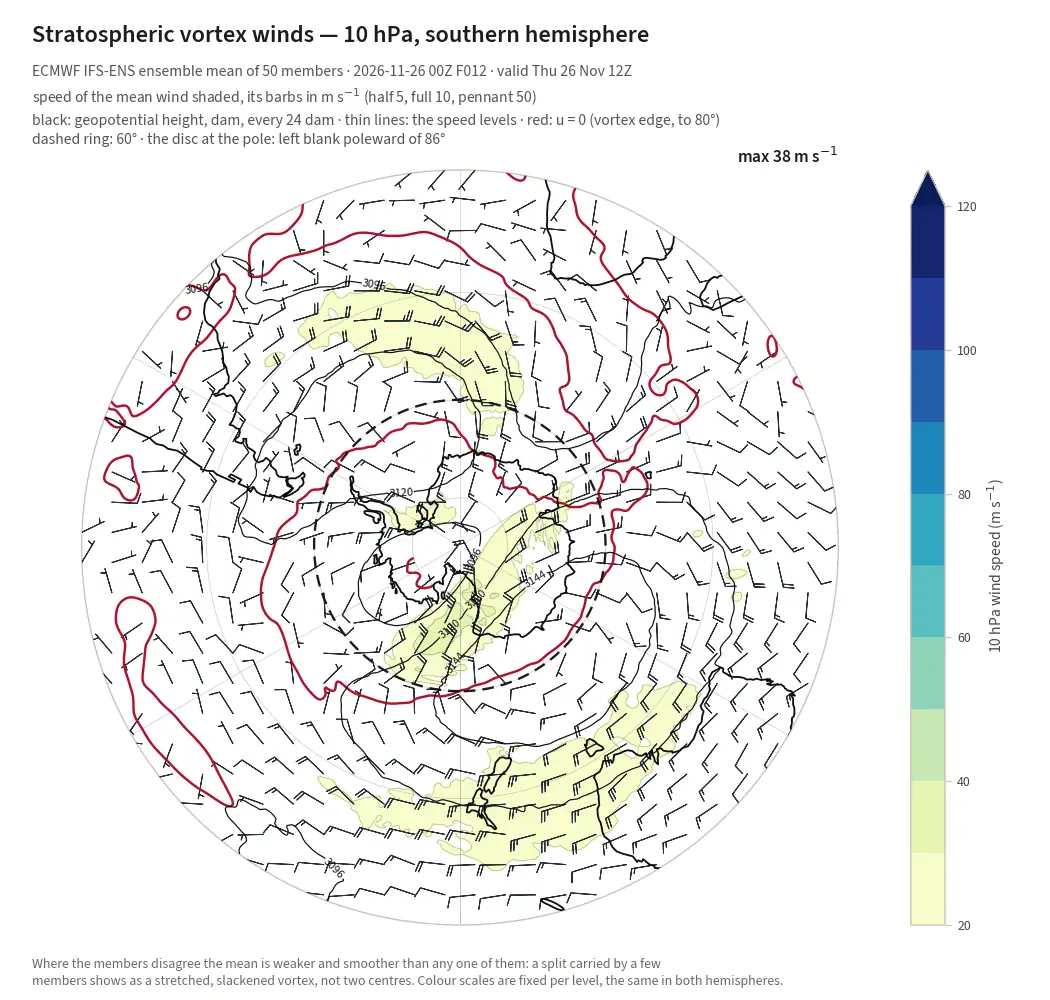 Stratospheric vortex winds — 10 hPa, southern hemisphere
ECMWF IFS-ENS ensemble mean of 50 members · 2026-11-26 00Z F012 · valid Thu 26 Nov 12Z
speed of the mean wind shaded, its barbs in m s⁻¹ (half 5, full 10, pennant 50)
black: geopotential height, dam, every 24 dam · thin lines: the speed levels · red: u = 0 (vortex edge, to 80°)
dashed ring: 60° · the disc at the pole: left blank poleward of 86°
max 38 m s⁻¹
120
100
80
60
40
20
10 hPa wind speed (m s⁻¹)
3096
3096
3120
3096
3144
3120
3144
3096
Where the members disagree the mean is weaker and smoother than any one of them: a split carried by a few
members shows as a stretched, slackened vortex, not two centres. Colour scales are fixed per level, the same in both hemispheres.